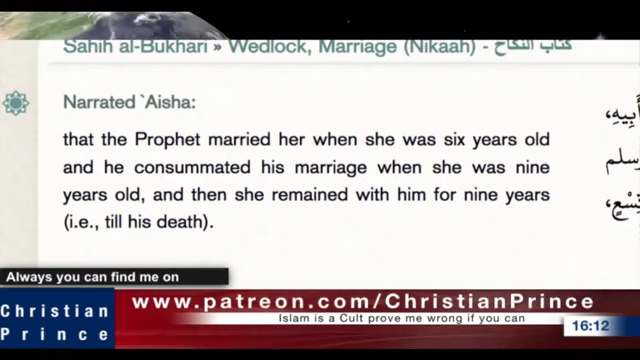 Sahih al-Bukhari » Wedlock, Marriage (Nikaah) - كتاب النكاح
Narrated `Aisha:
that the Prophet married her when she was six years old
and he consummated his marriage when she was nine
years old, and then she remained with him for nine years
(i.e., till his death).
أَبِيهِ،
وسلم
تِسْعٍ،
Always you can find me on
Christian
Prince
www.patreon.com/ChristianPrince
Islam is a Cult prove me wrong if you can
16:12